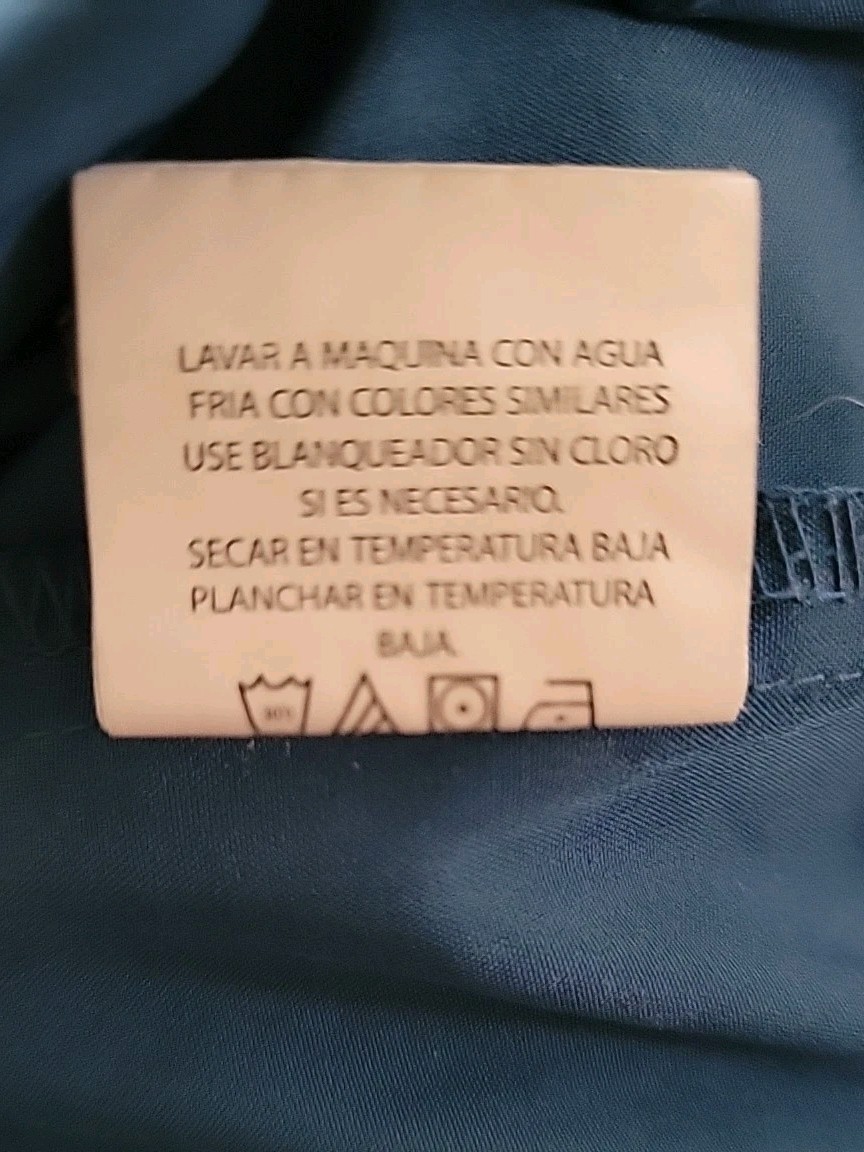 LAVAR A MAQUINA CON AGUA
FRIA CON COLORES SIMILARES
USE BLANQUEADOR SIN CLORO
SI ES NECESARIO.
SECAR EN TEMPERATURA BAJA
PLANCHAR EN TEMPERATURA
BAJA.